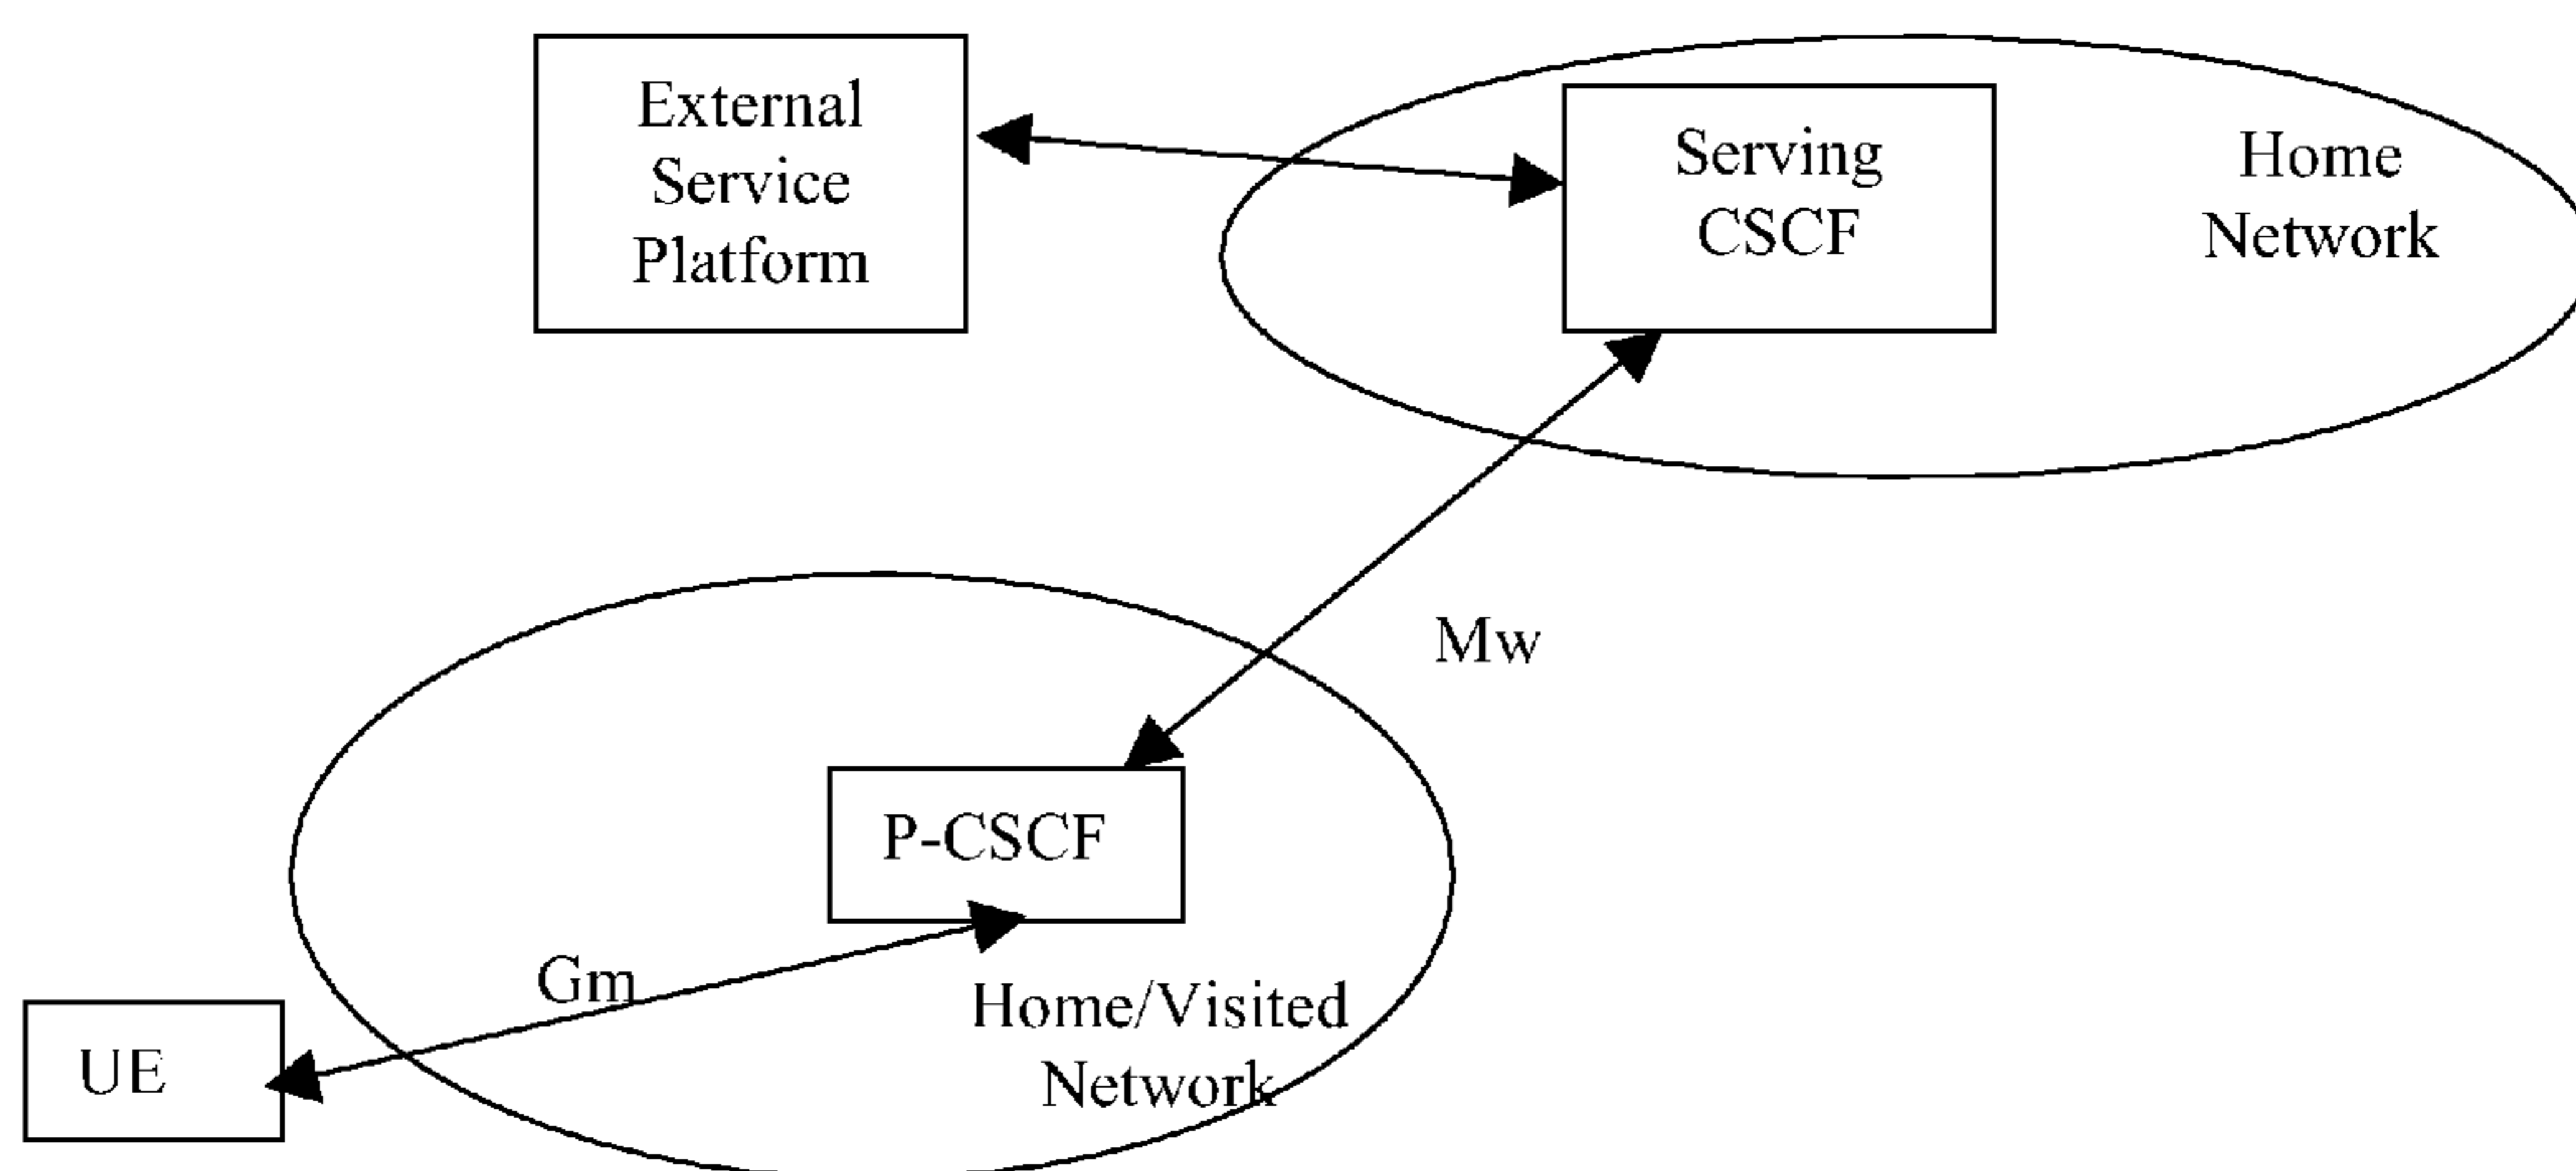 External
Service
Platform
Serving
CSCF
Home
Network
Mw
P-CSCF
Gm
Home/Visited
Network
UE